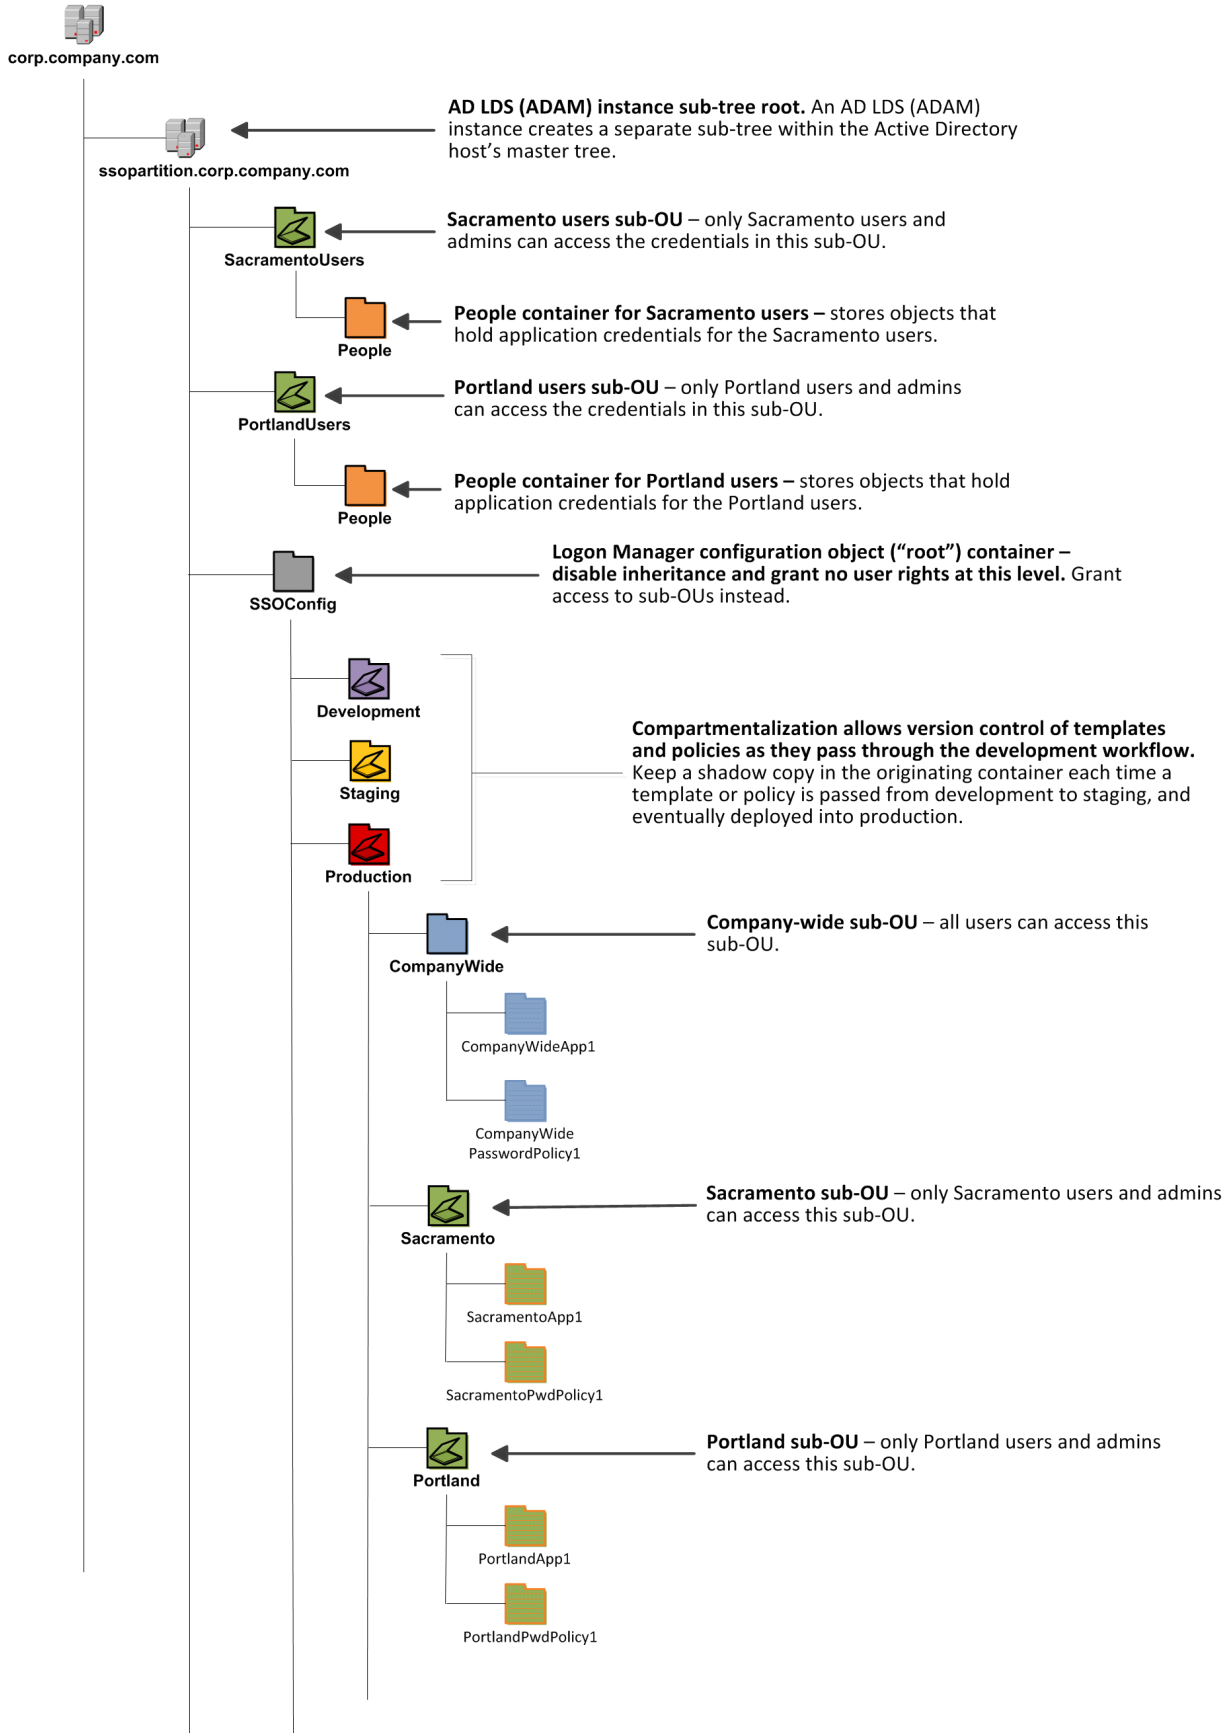 corp.company.com
AD LDS (ADAM) instance sub-tree root. An AD LDS (ADAM)
instance creates a separate sub-tree within the Active Directory
host’s master tree.
ssopartition.corp.company.com
Sacramento users sub-OU – only Sacramento users and
admins can access the credentials in this sub-OU.
SacramentoUsers
People container for Sacramento users – stores objects that
hold application credentials for the Sacramento users.
People
Portland users sub-OU – only Portland users and admins
can access the credentials in this sub-OU.
PortlandUsers
People container for Portland users – stores objects that hold
application credentials for the Portland users.
People
Logon Manager configuration object (“root”) container –
disable inheritance and grant no user rights at this level. Grant
access to sub-OUs instead.
SSOConfig
Development
Compartmentalization allows version control of templates
and policies as they pass through the development workflow.
Keep a shadow copy in the originating container each time a
template or policy is passed from development to staging, and
eventually deployed into production.
Staging
Production
Company-wide sub-OU – all users can access this
sub-OU.
CompanyWide
CompanyWideApp1
CompanyWide
PasswordPolicy1
Sacramento sub-OU – only Sacramento users and admins
can access this sub-OU.
Sacramento
SacramentoApp1
SacramentoPwdPolicy1
Portland sub-OU – only Portland users and admins
can access this sub-OU.
Portland
PortlandApp1
PortlandPwdPolicy1